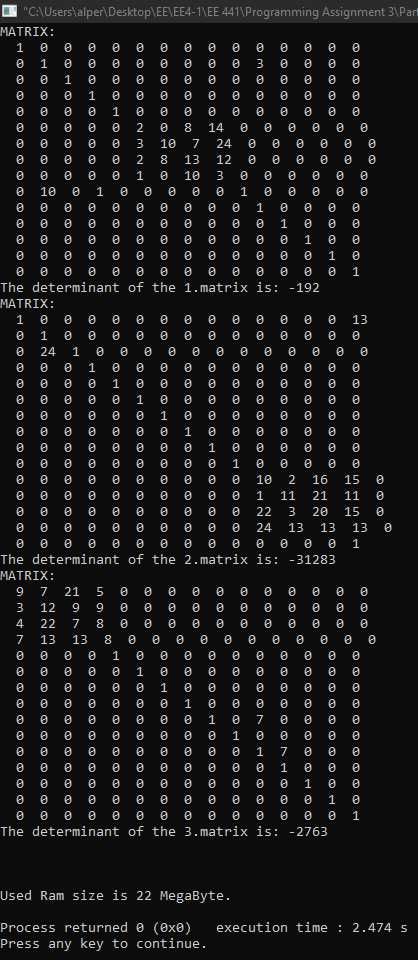 "C:\Users\alper\Desktop\EE\EE4-1\EE 441\Programming Assignment 3\Part
MATRIX:
1 0 0 0 0 0 0 0 0 0 0 0 0 0 0
0 1 0 0 0 0 0 0 0 0 3 0 0 0 0
0 0 1 0 0 0 0 0 0 0 0 0 0 0 0
0 0 0 1 0 0 0 0 0 0 0 0 0 0 0
0 0 0 0 1 0 0 0 0 0 0 0 0 0 0
0 0 0 0 0 2 0 8 14 0 0 0 0 0 0
0 0 0 0 0 3 10 7 24 0 0 0 0 0 0
0 0 0 0 0 2 8 13 12 0 0 0 0 0 0
0 0 0 0 0 1 0 10 3 0 0 0 0 0 0
0 10 0 1 0 0 0 0 0 1 0 0 0 0 0
0 0 0 0 0 0 0 0 0 0 1 0 0 0 0
0 0 0 0 0 0 0 0 0 0 0 1 0 0 0
0 0 0 0 0 0 0 0 0 0 0 0 1 0 0
0 0 0 0 0 0 0 0 0 0 0 0 0 1 0
0 0 0 0 0 0 0 0 0 0 0 0 0 0 1
The determinant of the 1.matrix is: -192
MATRIX:
1 0 0 0 0 0 0 0 0 0 0 0 0 0 13
0 1 0 0 0 0 0 0 0 0 0 0 0 0 0
0 24 1 0 0 0 0 0 0 0 0 0 0 0 0
0 0 0 1 0 0 0 0 0 0 0 0 0 0 0
0 0 0 0 1 0 0 0 0 0 0 0 0 0 0
0 0 0 0 0 1 0 0 0 0 0 0 0 0 0
0 0 0 0 0 0 1 0 0 0 0 0 0 0 0
0 0 0 0 0 0 0 1 0 0 0 0 0 0 0
0 0 0 0 0 0 0 0 1 0 0 0 0 0 0
0 0 0 0 0 0 0 0 0 1 0 0 0 0 0
0 0 0 0 0 0 0 0 0 0 10 2 16 15 0
0 0 0 0 0 0 0 0 0 0 1 11 21 11 0
0 0 0 0 0 0 0 0 0 0 22 3 20 15 0
0 0 0 0 0 0 0 0 0 0 24 13 13 13 0
0 0 0 0 0 0 0 0 0 0 0 0 0 0 1
The determinant of the 2.matrix is: -31283
MATRIX:
9 7 21 5 0 0 0 0 0 0 0 0 0 0 0
3 12 9 9 0 0 0 0 0 0 0 0 0 0 0
4 22 7 8 0 0 0 0 0 0 0 0 0 0 0
7 13 13 8 0 0 0 0 0 0 0 0 0 0 0
0 0 0 0 1 0 0 0 0 0 0 0 0 0 0
0 0 0 0 0 1 0 0 0 0 0 0 0 0 0
0 0 0 0 0 0 1 0 0 0 0 0 0 0 0
0 0 0 0 0 0 0 1 0 0 0 0 0 0 0
0 0 0 0 0 0 0 0 1 0 7 0 0 0 0
0 0 0 0 0 0 0 0 0 1 0 0 0 0 0
0 0 0 0 0 0 0 0 0 0 1 7 0 0 0
0 0 0 0 0 0 0 0 0 0 0 1 0 0 0
0 0 0 0 0 0 0 0 0 0 0 0 1 0 0
0 0 0 0 0 0 0 0 0 0 0 0 0 1 0
0 0 0 0 0 0 0 0 0 0 0 0 0 0 1
The determinant of the 3.matrix is: -2763
Used Ram size is 22 MegaByte.
Process returned 0 (0x0)   execution time : 2.474 s
Press any key to continue.